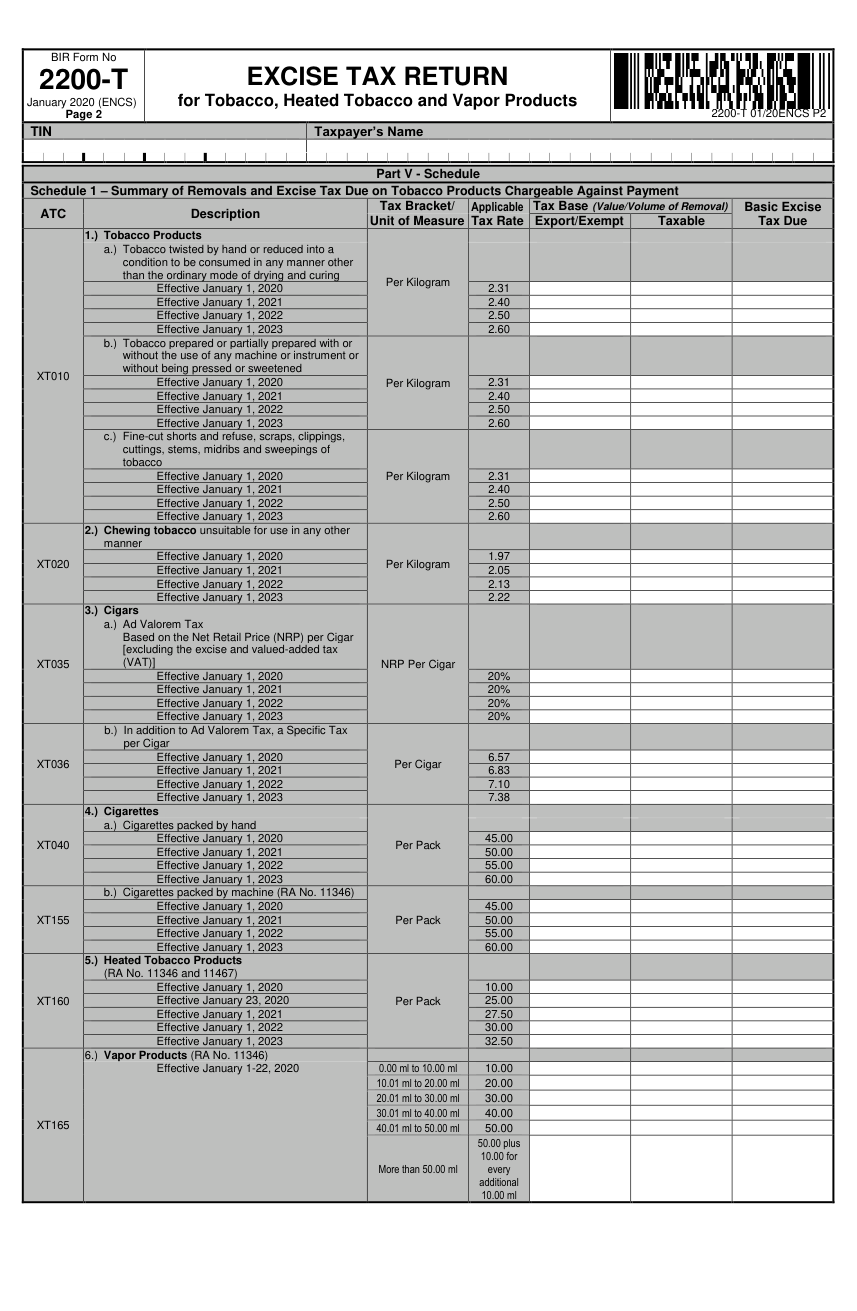 BIR Form No
2200-T
January 2020 (ENCS)
Page 2
EXCISE TAX RETURN
for Tobacco, Heated Tobacco and Vapor Products
2200-T 01/20ENCS P2
TIN Taxpayer’s Name
Part V - Schedule
Schedule 1 – Summary of Removals and Excise Tax Due on Tobacco Products Chargeable Against Payment
ATC Description Tax Bracket/ Unit of Measure Applicable Tax Rate Tax Base (Value/Volume of Removal) Export/Exempt Taxable Basic Excise Tax Due
XT010
1.) Tobacco Products
a.) Tobacco twisted by hand or reduced into a
condition to be consumed in any manner other
than the ordinary mode of drying and curing
Per Kilogram
Effective January 1, 2020 2.31
Effective January 1, 2021 2.40
Effective January 1, 2022 2.50
Effective January 1, 2023 2.60
b.) Tobacco prepared or partially prepared with or
without the use of any machine or instrument or
without being pressed or sweetened
Per Kilogram
Effective January 1, 2020 2.31
Effective January 1, 2021 2.40
Effective January 1, 2022 2.50
Effective January 1, 2023 2.60
c.) Fine-cut shorts and refuse, scraps, clippings,
cuttings, stems, midribs and sweepings of
tobacco
Per Kilogram
Effective January 1, 2020 2.31
Effective January 1, 2021 2.40
Effective January 1, 2022 2.50
Effective January 1, 2023 2.60
XT020
2.) Chewing tobacco unsuitable for use in any other
manner
Per Kilogram
Effective January 1, 2020 1.97
Effective January 1, 2021 2.05
Effective January 1, 2022 2.13
Effective January 1, 2023 2.22
XT035
3.) Cigars
a.) Ad Valorem Tax
Based on the Net Retail Price (NRP) per Cigar
[excluding the excise and valued-added tax
(VAT)]
NRP Per Cigar
Effective January 1, 2020 20%
Effective January 1, 2021 20%
Effective January 1, 2022 20%
Effective January 1, 2023 20%
XT036
b.) In addition to Ad Valorem Tax, a Specific Tax
per Cigar
Per Cigar
Effective January 1, 2020 6.57
Effective January 1, 2021 6.83
Effective January 1, 2022 7.10
Effective January 1, 2023 7.38
XT040
4.) Cigarettes
a.) Cigarettes packed by hand
Per Pack
Effective January 1, 2020 45.00
Effective January 1, 2021 50.00
Effective January 1, 2022 55.00
Effective January 1, 2023 60.00
XT155
b.) Cigarettes packed by machine (RA No. 11346)
Per Pack
Effective January 1, 2020 45.00
Effective January 1, 2021 50.00
Effective January 1, 2022 55.00
Effective January 1, 2023 60.00
XT160
5.) Heated Tobacco Products
(RA No. 11346 and 11467)
Per Pack
Effective January 1, 2020 10.00
Effective January 23, 2020 25.00
Effective January 1, 2021 27.50
Effective January 1, 2022 30.00
Effective January 1, 2023 32.50
XT165
6.) Vapor Products (RA No. 11346)
Effective January 1-22, 2020 0.00 ml to 10.00 ml 10.00
10.01 ml to 20.00 ml 20.00
20.01 ml to 30.00 ml 30.00
30.01 ml to 40.00 ml 40.00
40.01 ml to 50.00 ml 50.00
More than 50.00 ml
50.00 plus
10.00 for
every
additional
10.00 ml